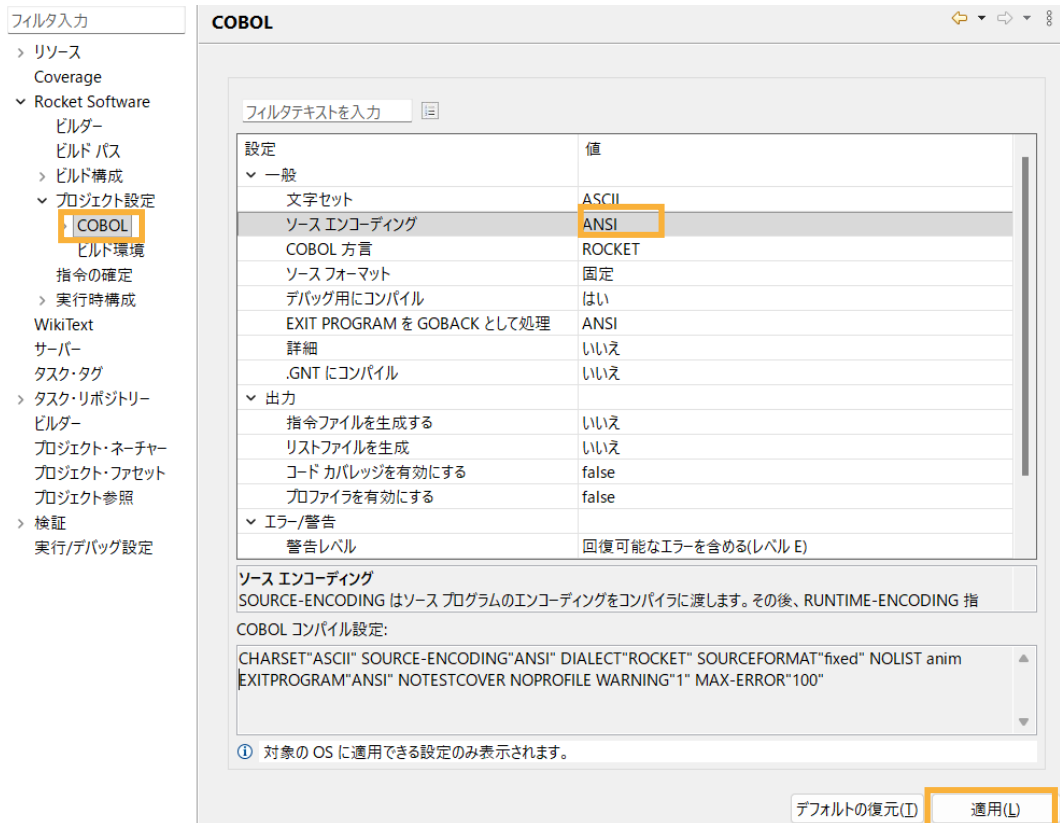 フィルタ入力
リソース
Coverage
Rocket Software
ビルダー
ビルド パス
ビルド構成
プロジェクト設定
COBOL
ビルド環境
指令の確定
実行時構成
WikiText
サーバー
タスク・タグ
タスク・リポジトリー
ビルダー
プロジェクト・ネーチャー
プロジェクト・ファセット
プロジェクト参照
検証
実行/デバッグ設定
COBOL
フィルタテキストを入力
設定 値
一般
文字セット ASCII
ソース エンコーディング ANSI
COBOL 方言 ROCKET
ソース フォーマット 固定
デバッグ用にコンパイル はい
EXIT PROGRAM を GOBACK として処理 ANSI
詳細 いいえ
.GNT にコンパイル いいえ
出力
指令ファイルを生成する いいえ
リストファイルを生成 いいえ
コード カバレッジを有効にする false
プロファイラを有効にする false
エラー/警告
警告レベル 回復可能なエラーを含める(レベル E)
ソース エンコーディング
SOURCE-ENCODING はソース プログラムのエンコーディングをコンパイラに渡します。その後、RUNTIME-ENCODING 指
COBOL コンパイル設定:
CHARSET"ASCII" SOURCE-ENCODING"ANSI" DIALECT"ROCKET" SOURCEFORMAT"fixed" NOLIST anim
EXITPROGRAM"ANSI" NOTESTCOVER NOPROFILE WARNING"1" MAX-ERROR"100"
対象の OS に適用できる設定のみ表示されます。
デフォルトの復元(T) 適用(L)